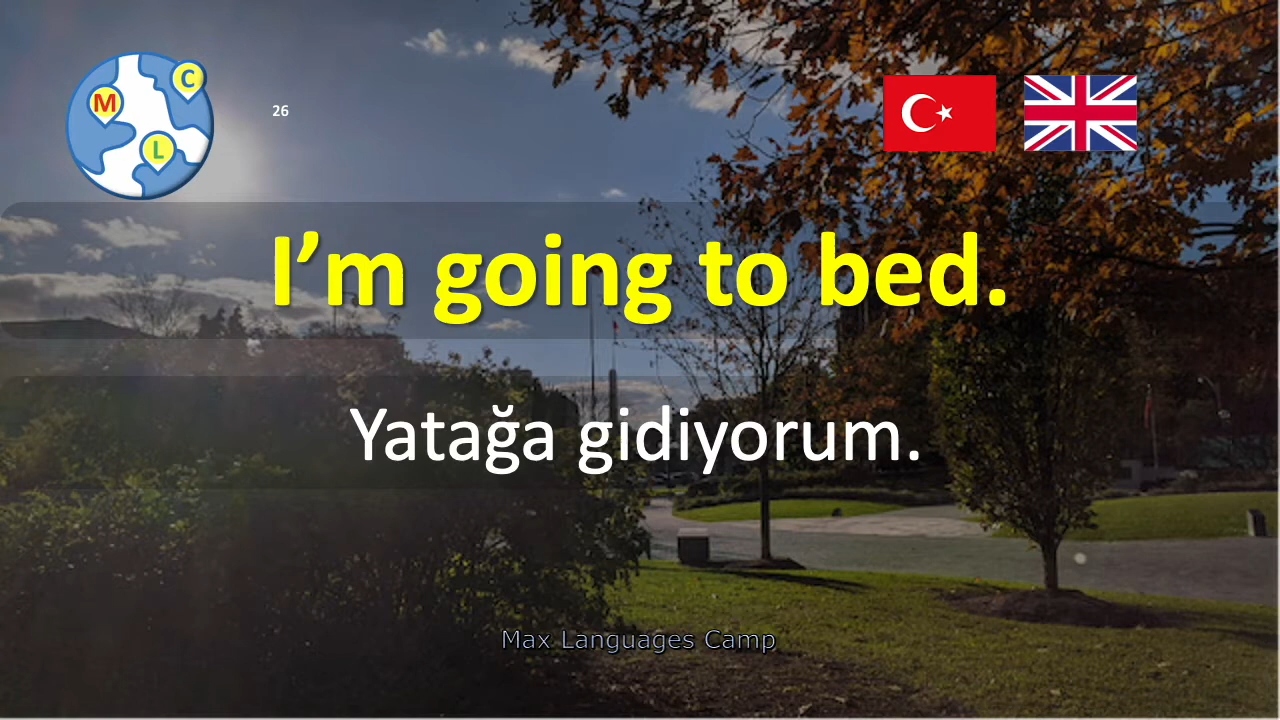 C
M
L
26
I’m going to bed.
Yatağa gidiyorum.
Max Languages Camp